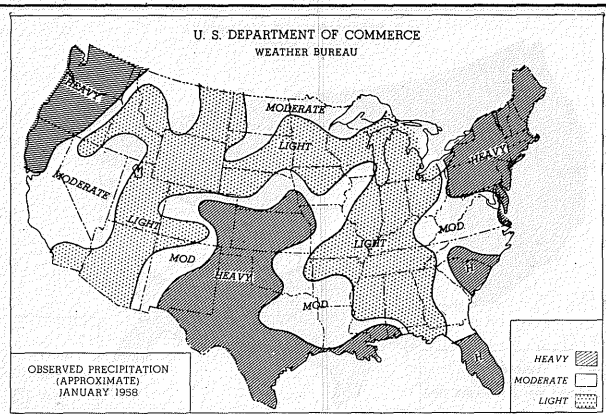 U. S. DEPARTMENT OF COMMERCE
WEATHER BUREAU
HEAVY
MODERATE
LIGHT
HEAVY
MODERATE
LIGHT
MOD
LIGHT
MOD
HEAVY
H
MOD
H
OBSERVED PRECIPITATION
(APPROXIMATE)
JANUARY 1958
HEAVY
MODERATE
LIGHT